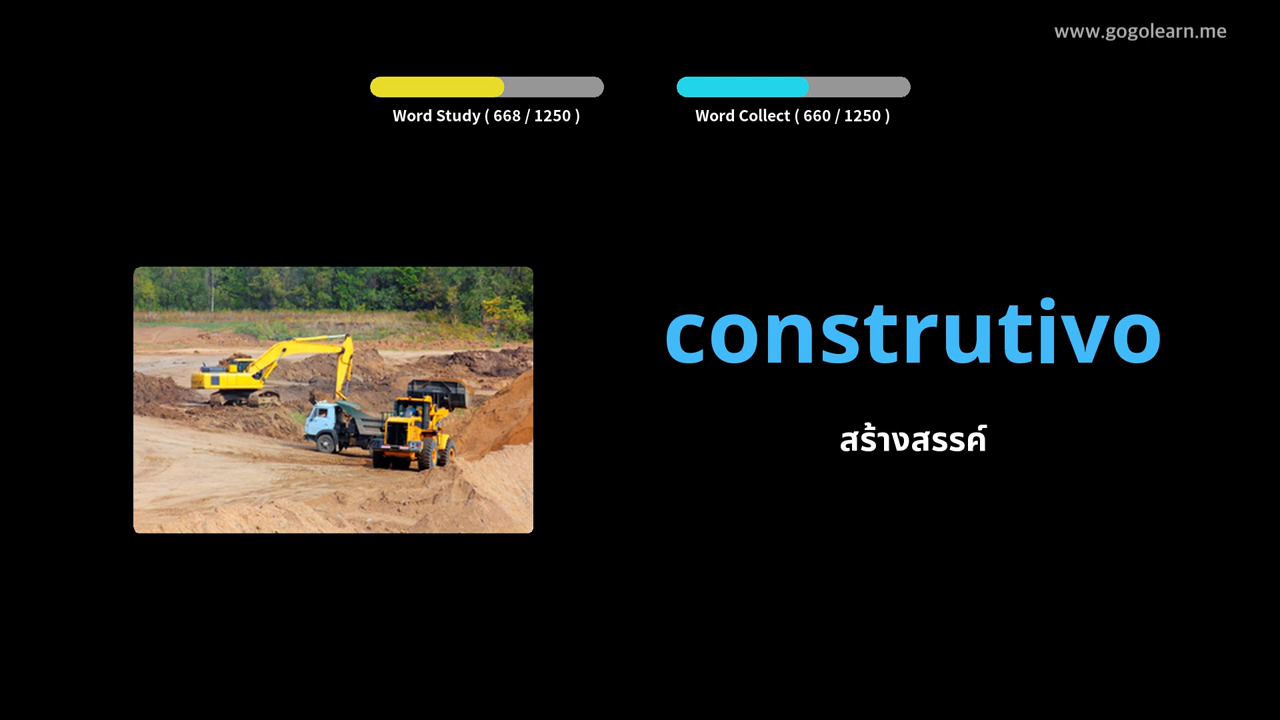 www.gogolearn.me
Word Study ( 668 / 1250 )
Word Collect ( 660 / 1250 )
construtivo
สร้างสรรค์